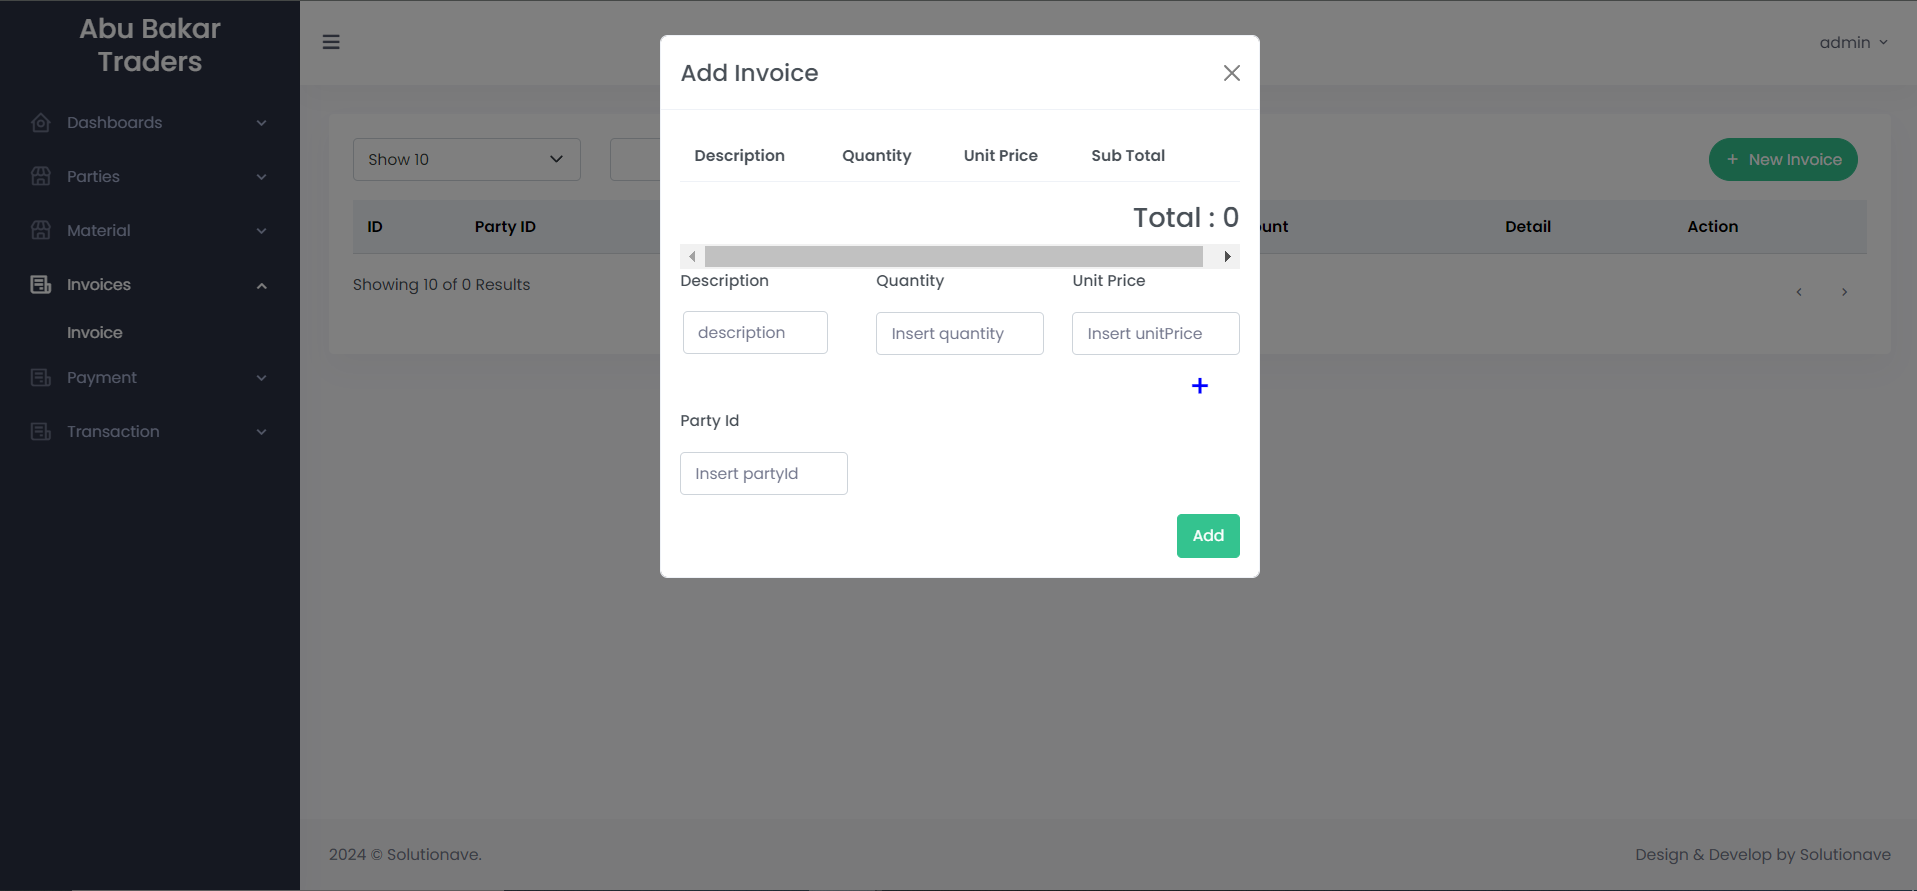 Abu Bakar
Traders
Dashboards
Parties
Material
Invoices
Invoice
Payment
Transaction
admin
Show 10
+ New Invoice
ID Party ID ount Detail Action
Showing 10 of 0 Results
Add Invoice
Description Quantity Unit Price Sub Total
Total : 0
Description Quantity Unit Price
description Insert quantity Insert unitPrice
+
Party Id
Insert partyId
Add
2024 © Solutionave.
Design & Develop by Solutionave